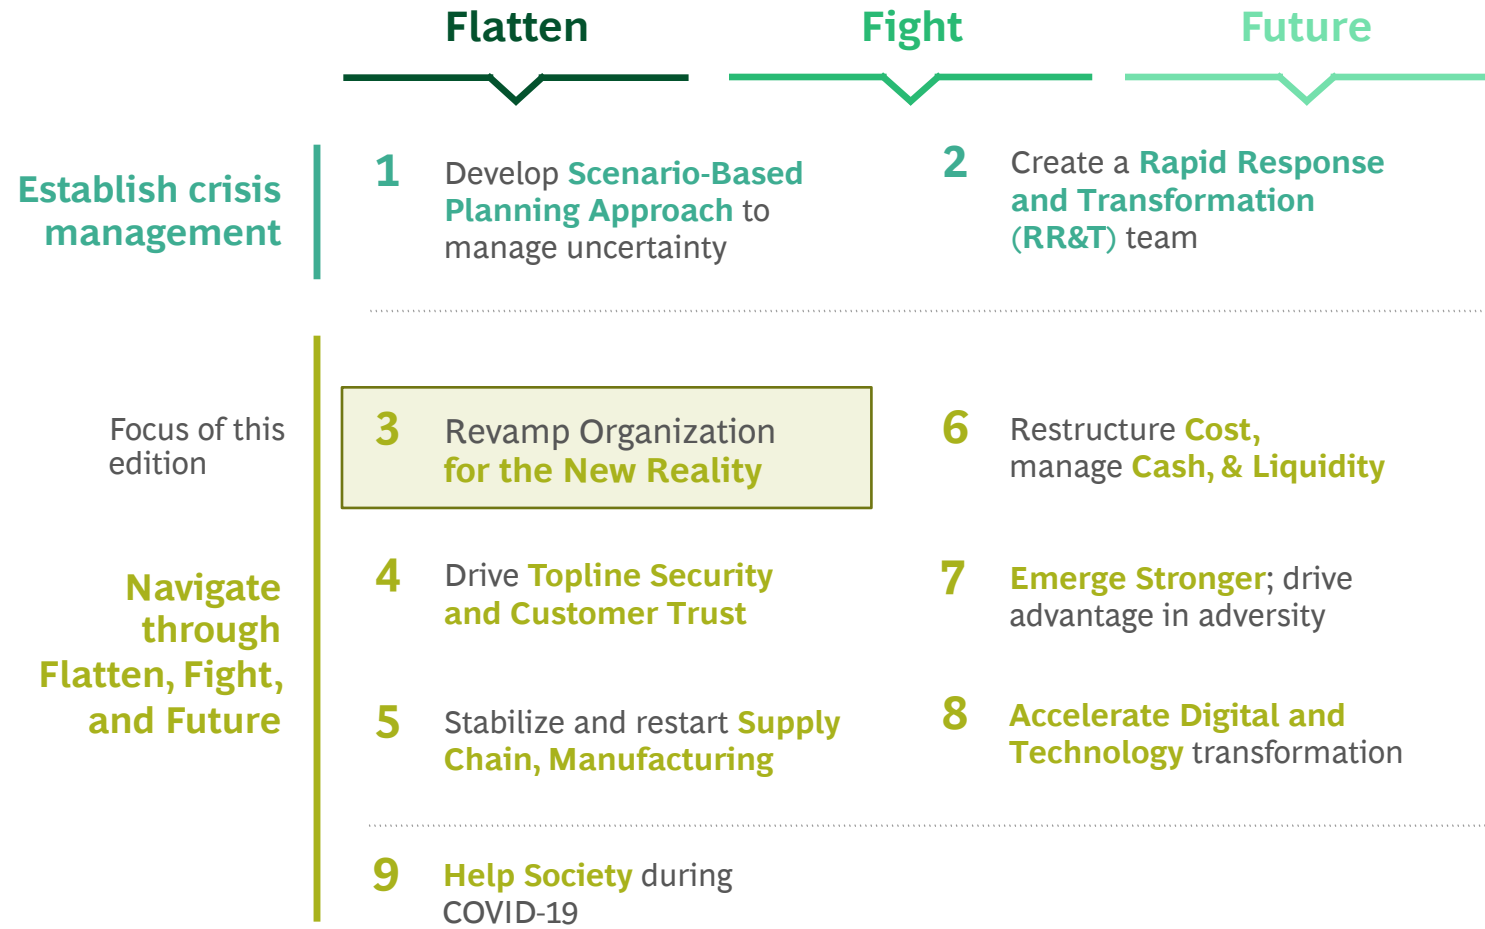 Flatten
Fight
Future
Establish crisis
management
1
Develop Scenario-Based
Planning Approach to
manage uncertainty
2
Create a Rapid Response
and Transformation
(RR&T) team
Focus of this
edition
3
Revamp Organization
for the New Reality
6
Restructure Cost,
manage Cash, & Liquidity
Navigate
through
Flatten, Fight,
and Future
4
Drive Topline Security
and Customer Trust
7
Emerge Stronger; drive
advantage in adversity
5
Stabilize and restart Supply
Chain, Manufacturing
8
Accelerate Digital and
Technology transformation
9
Help Society during
COVID-19